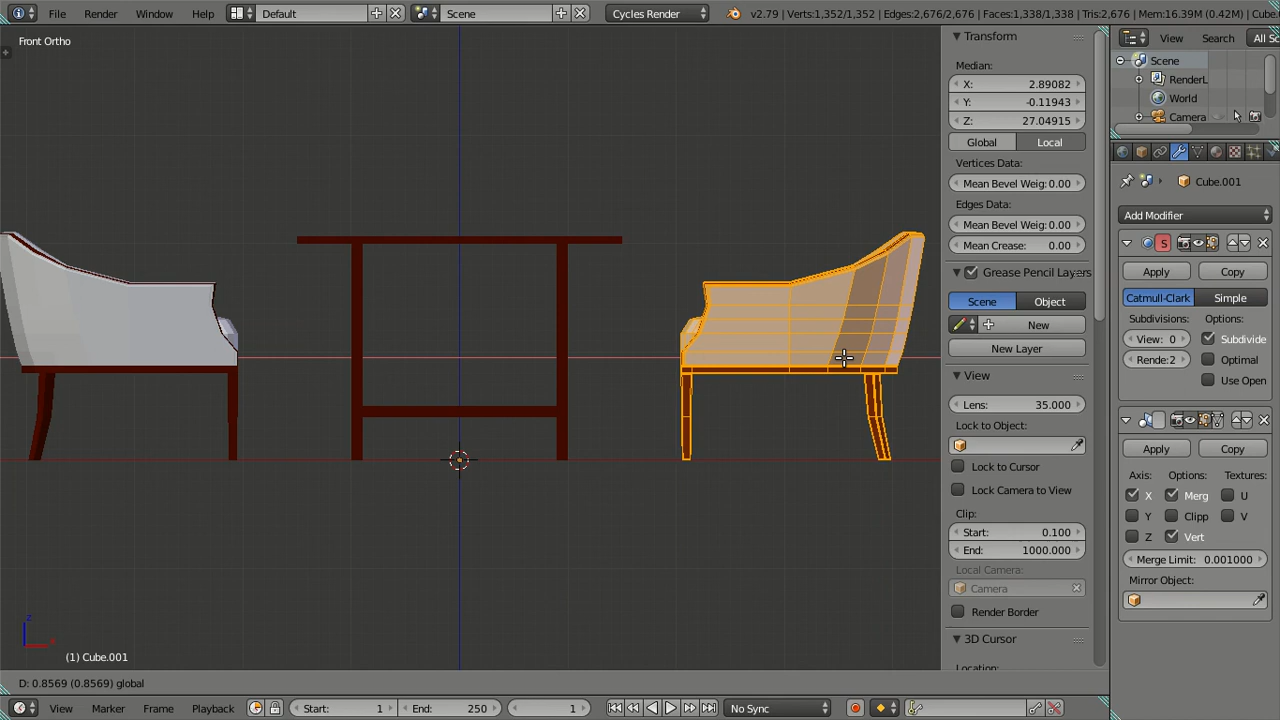 File Render Window Help Default Scene Cycles Render v2.79 | Verts:1,352/1,352 | Edges:2,676/2,676 | Faces:1,338/1,338 | Tris:2,676 | Mem:16.39M (0.42M) | Cube.
Front Ortho
Transform
View Search All Sc
Median:
Scene
X: 2.89082
RenderL
Y: -0.11943
World
Z: 27.04915
Camera
Global Local
Vertices Data:
Mean Bevel Weig: 0.00
Cube.001
Edges Data:
Add Modifier
Mean Bevel Weig: 0.00
Mean Crease: 0.00
S
Grease Pencil Layers
Apply Copy
Scene Object
Catmull-Clark Simple
New
Subdivisions: Options:
View: 0 Subdivide
New Layer
Rende: 2 Optimal
View
Use Open
Lens: 35.000
Lock to Object:
Apply Copy
Lock to Cursor
Axis: Options: Textures:
Lock Camera to View
X Merg U
Clip:
Y Clipp V
Start: 0.100
Z Vert
End: 1000.000
Merge Limit: 0.001000
Local Camera:
Mirror Object:
Camera
Render Border
3D Cursor
Location:
z
x
(1) Cube.001
D: 0.8569 (0.8569) global
View Marker Frame Playback Start: 1 End: 250 1 No Sync